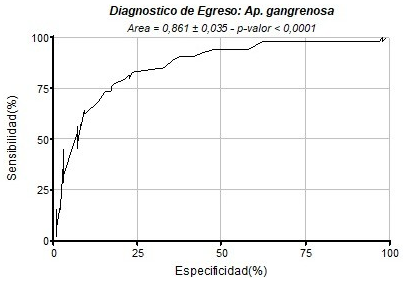 Diagnostico de Egreso: Ap. gangrenosa
Area = 0,861 ± 0,035 - p-valor < 0,0001
100
75
50
25
0
Sensibilidad(%)
0 25 50 75 100
Especificidad(%)